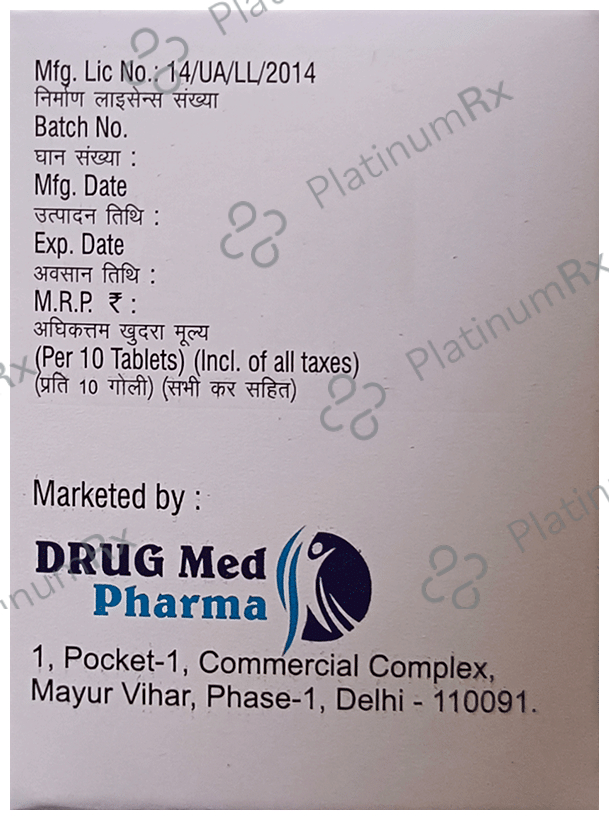 Mfg. Lic No.: 14/UA/LL/2014
निर्माण लाइसेन्स संख्या
Batch No.
घान संख्या :
Mfg. Date
उत्पादन तिथि :
Exp. Date
अवसान तिथि :
M.R.P. ₹ :
अधिकत्तम खुदरा मूल्य
(Per 10 Tablets) (Incl. of all taxes)
(प्रति 10 गोली) (सभी कर सहित)
Marketed by :
DRUG Med
Pharma
1, Pocket-1, Commercial Complex,
Mayur Vihar, Phase-1, Delhi - 110091.
PlatinumRx
PlatinumRx